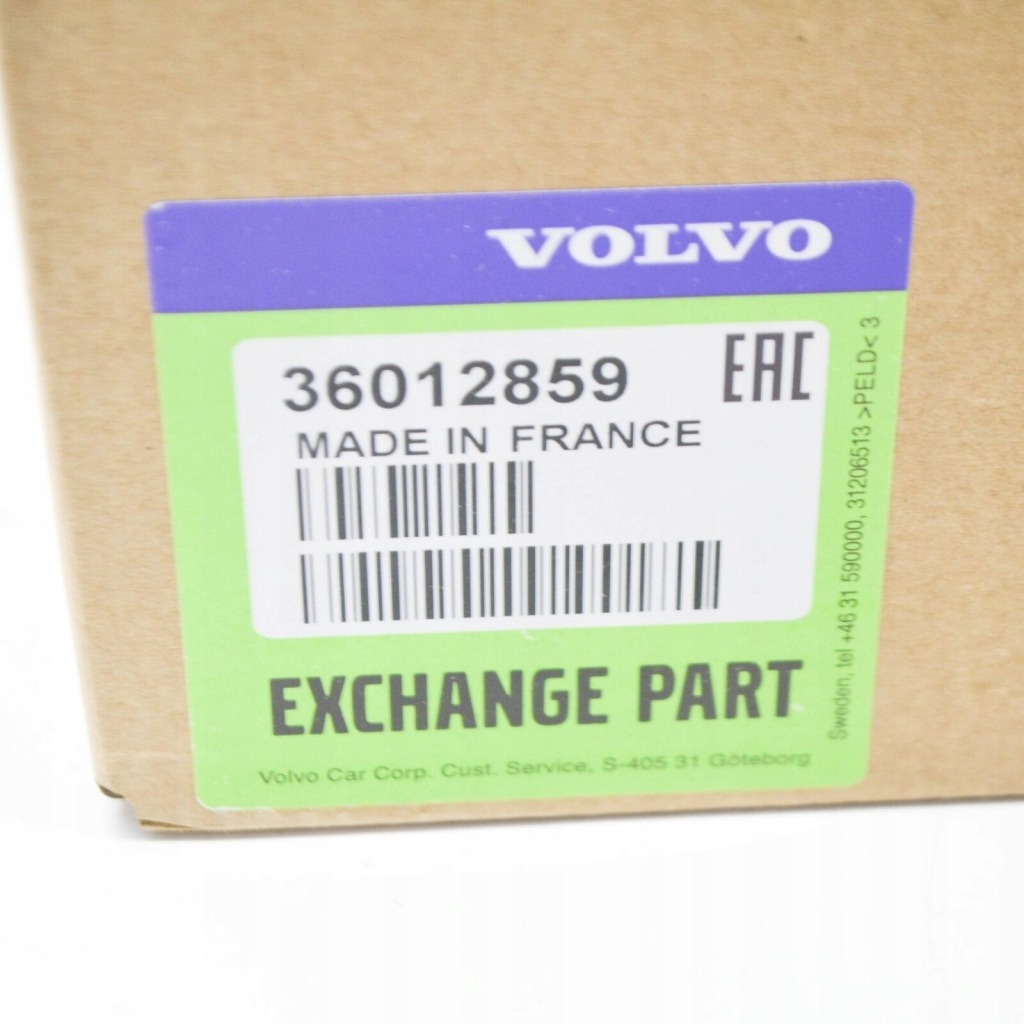 VOLVO
36012859
EAC
MADE IN FRANCE
EXCHANGE PART
Volvo Car Corp. Cust. Service, S-405 31 Göteborg
Sweden, tel +46 31 590000, 31206513 >PELD< 3